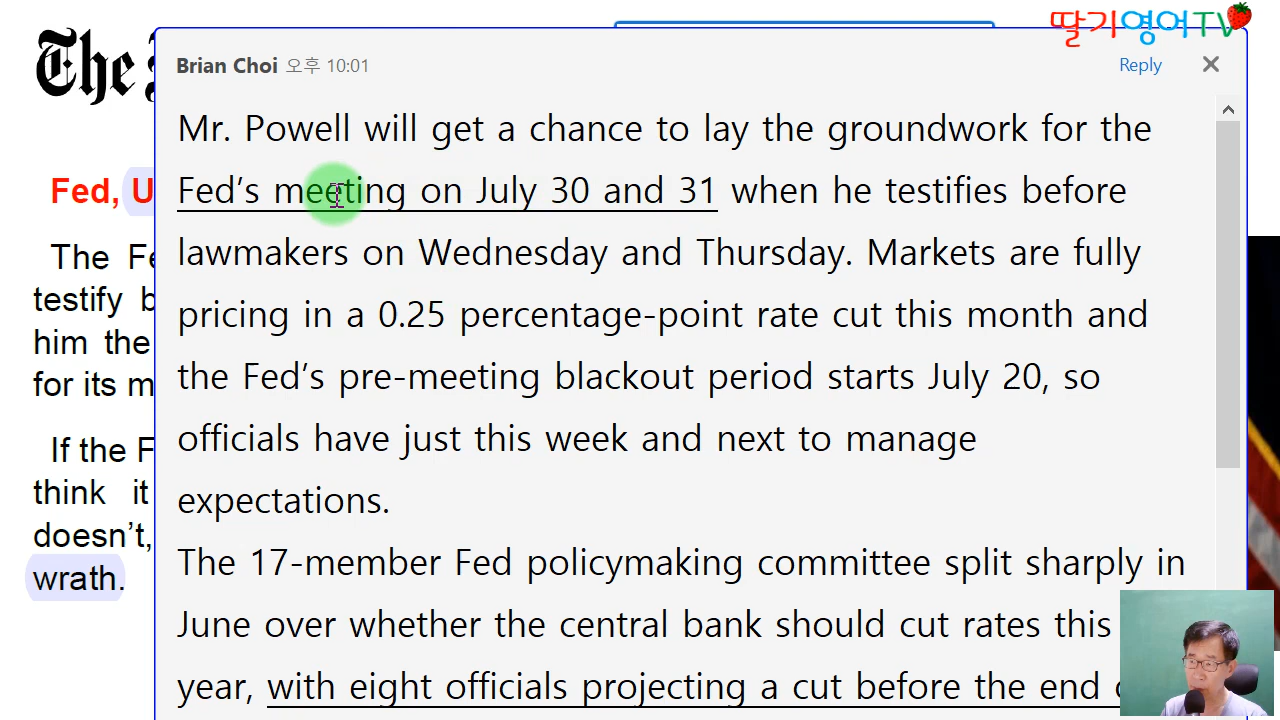 딸기영어TV
The
Brian Choi 오후 10:01
Reply
Mr. Powell will get a chance to lay the groundwork for the
Fed's meeting on July 30 and 31 when he testifies before
lawmakers on Wednesday and Thursday. Markets are fully
pricing in a 0.25 percentage-point rate cut this month and
the Fed's pre-meeting blackout period starts July 20, so
officials have just this week and next to manage
expectations.
The 17-member Fed policymaking committee split sharply in
June over whether the central bank should cut rates this
year, with eight officials projecting a cut before the end
Fed,
The
testify
him the
for its
If the
think it
doesn't,
wrath.